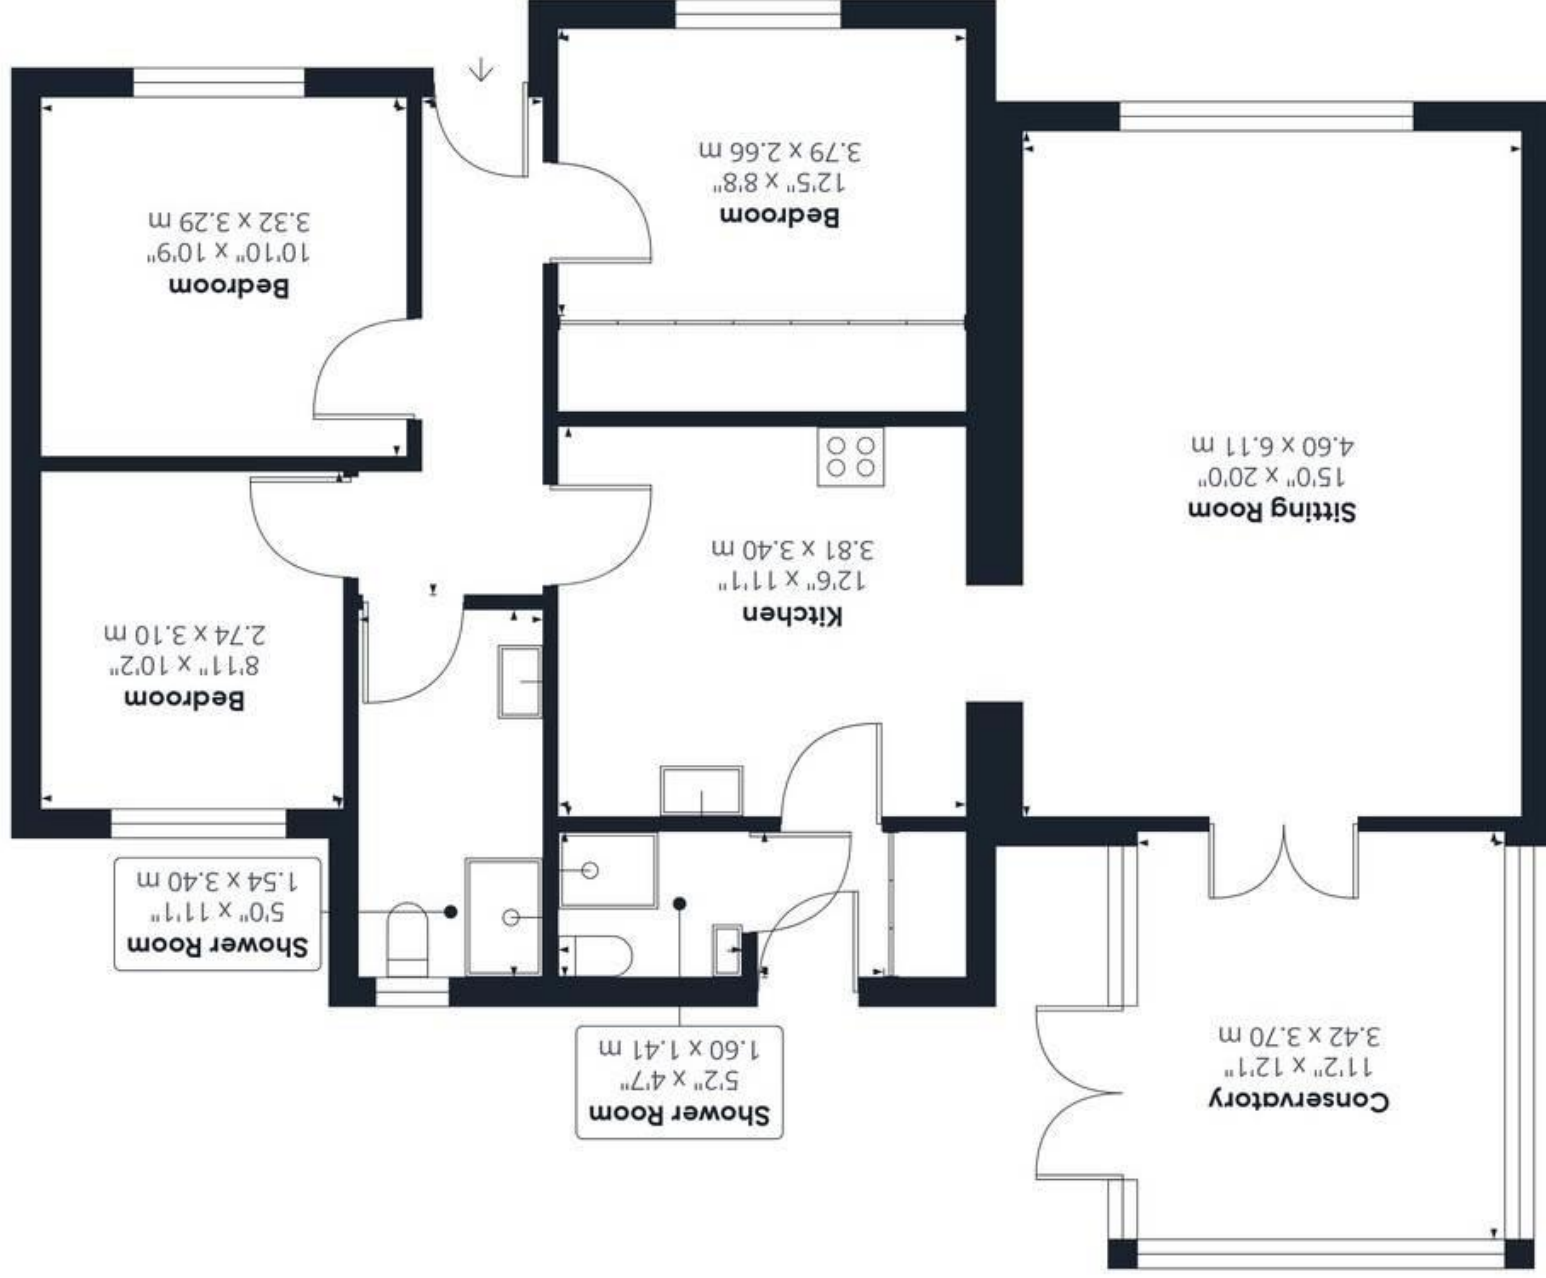 Conservatory
11'2" x 12'1"
3.42 x 3.70 m
Shower Room
5'2" x 4'7"
1.60 x 1.41 m
Shower Room
5'0" x 11'1"
1.54 x 3.40 m
Bedroom
8'11" x 10'2"
2.74 x 3.10 m
Kitchen
12'6" x 11'1"
3.81 x 3.40 m
Sitting Room
15'0" x 20'0"
4.60 x 6.11 m
Bedroom
10'10" x 10'9"
3.32 x 3.29 m
Bedroom
12'5" x 8'8"
3.79 x 2.66 m